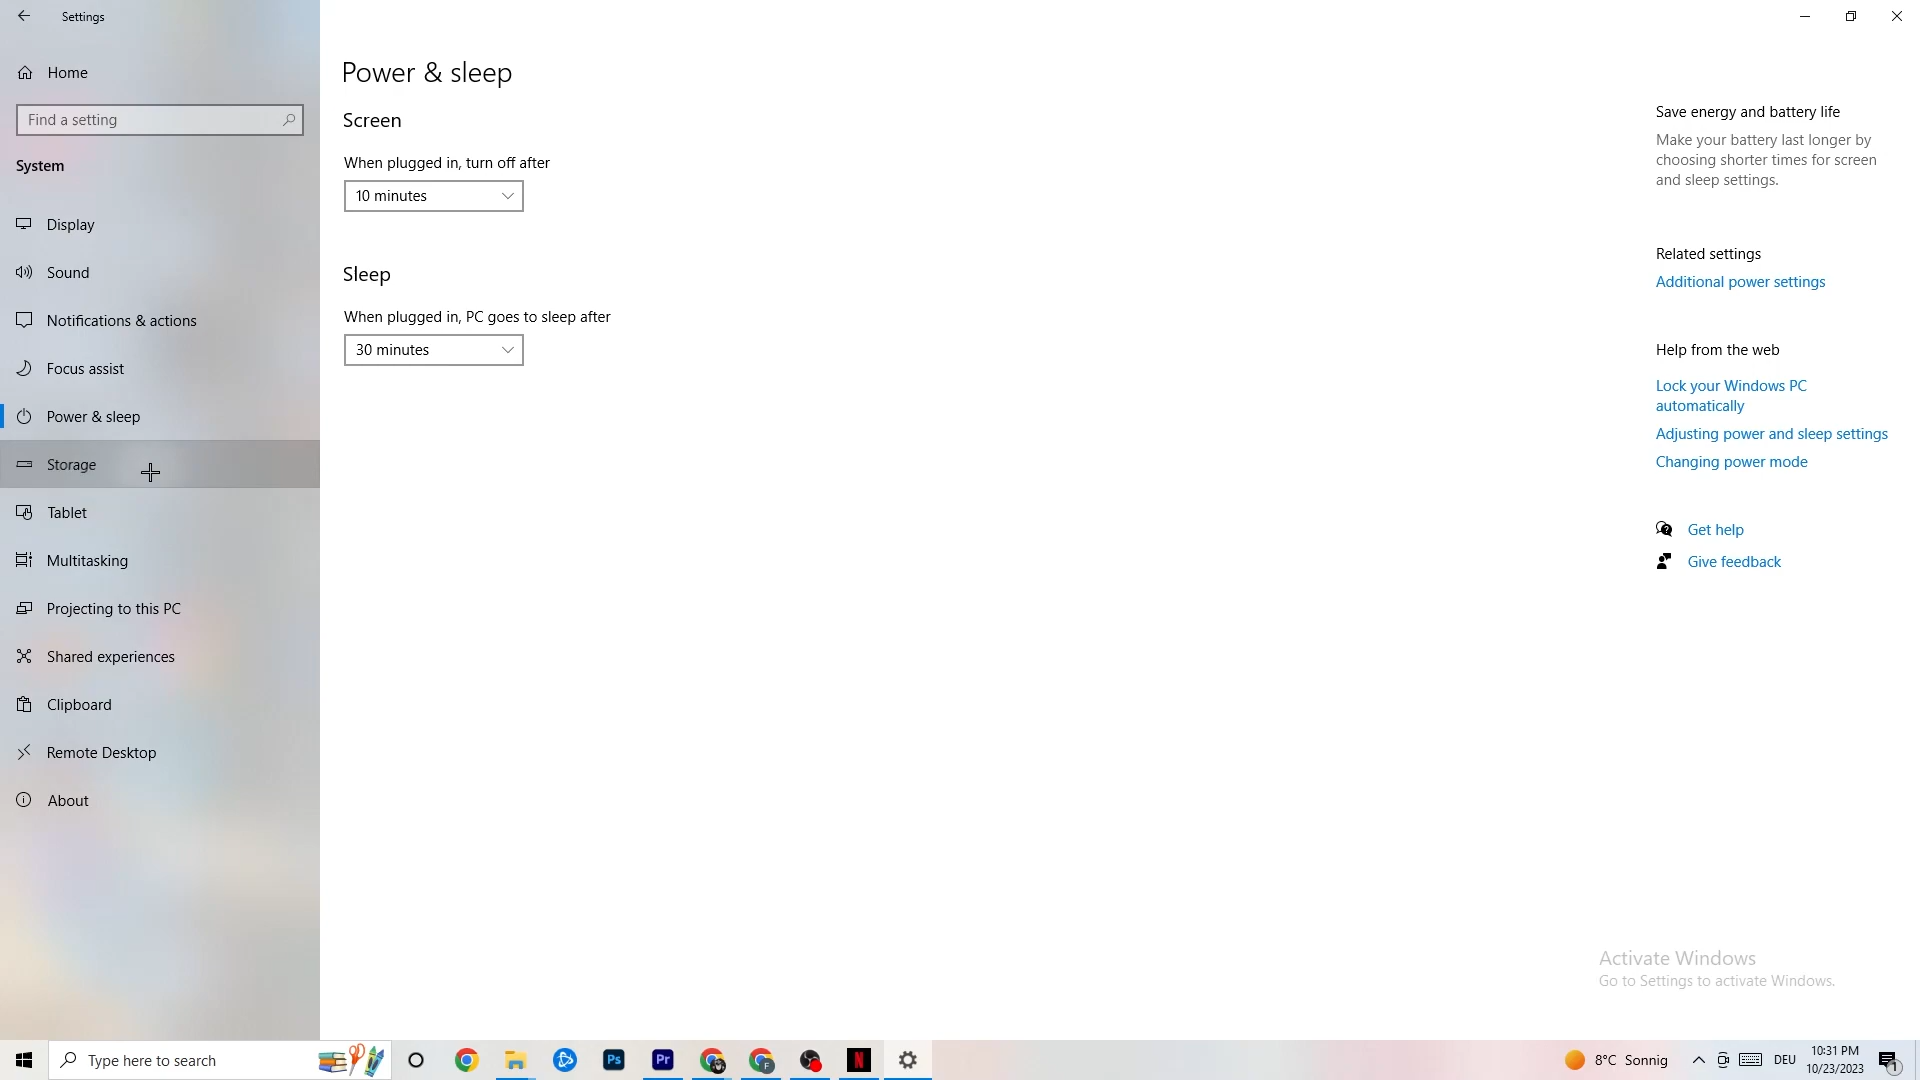 Settings
Home
Find a setting
System
Display
Sound
Notifications & actions
Focus assist
Power & sleep
Storage
Tablet
Multitasking
Projecting to this PC
Shared experiences
Clipboard
Remote Desktop
About
Power & sleep
Screen
When plugged in, turn off after
10 minutes
Sleep
When plugged in, PC goes to sleep after
30 minutes
Save energy and battery life
Make your battery last longer by
choosing shorter times for screen
and sleep settings.
Related settings
Additional power settings
Help from the web
Lock your Windows PC
automatically
Adjusting power and sleep settings
Changing power mode
Get help
Give feedback
Activate Windows
Go to Settings to activate Windows.
Type here to search
Ps
Pr
F
N
8°C Sonnig
DEU
10:31 PM
10/23/2023
1